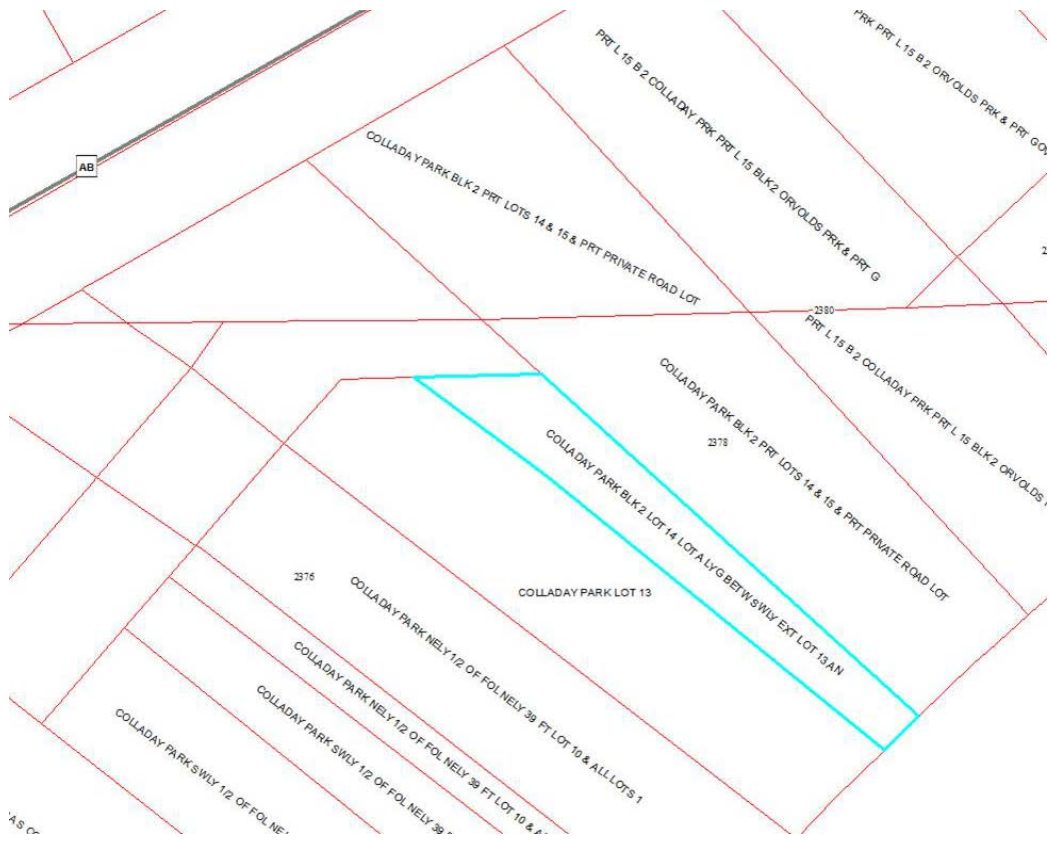 PRK PRT L 15 B 2 ORVOLDS PRK & PRT GOV
PRT L 15 B 2 COLLADAY PRK PRT L 15 BLK 2 ORVOLDS PRK & PRT G
AB
COLLADAY PARK BLK 2 PRT LOTS 14 & 15 & PRT PRIVATE ROAD LOT
2380
PRT L 15 B 2 COLLADAY PRK PRT L 15 BLK 2 ORVOLDS
COLLADAY PARK BLK 2 PRT LOTS 14 & 15 & PRT PRIVATE ROAD LOT
2378
COLLADAY PARK BLK 2 LOT 14 LOT A LYG BETW SWLY EXT LOT 13 AN
2376
COLLADAY PARK LOT 13
COLLADAY PARK NELY 1/2 OF FOL NELY 39 FT LOT 10 & ALL LOTS 1
COLLADAY PARK NELY 1/2 OF FOL NELY 39 FT LOT 10 & A
COLLADAY PARK SWLY 1/2 OF FOL NELY 39
COLLADAY PARK SWLY 1/2 OF FOL NE
AS CO